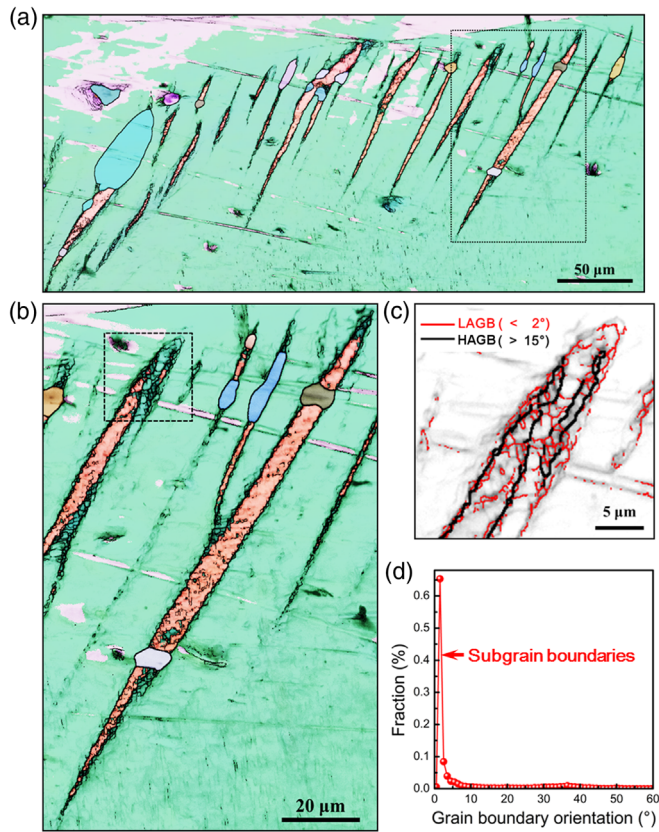 (a)
50 μm
(b)
20 μm
(c)
LAGB ( < 2°)
HAGB ( > 15°)
5 μm
(d)
Fraction (%)
0.6
0.5
0.4
0.3
0.2
0.1
0.0
Subgrain boundaries
0 10 20 30 40 50 60
Grain boundary orientation (°)